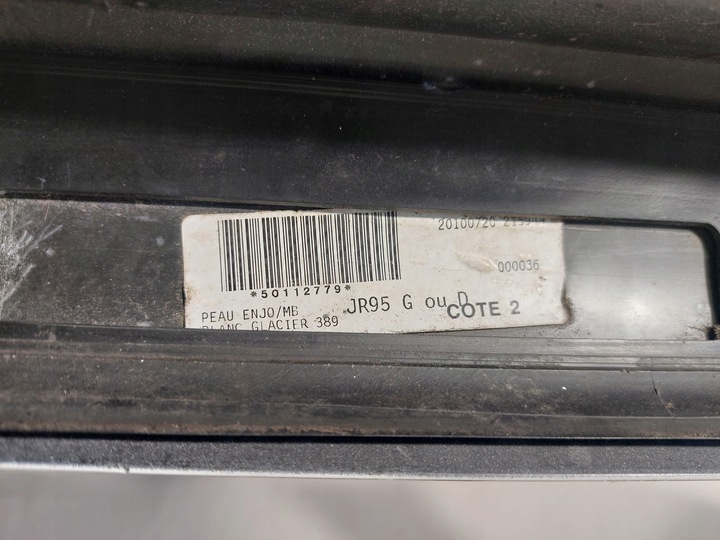 20100720
000036
*50112779*
PEAU ENJO/MB JR95 G ou D
BLANC GLACIER 389 COTE 2